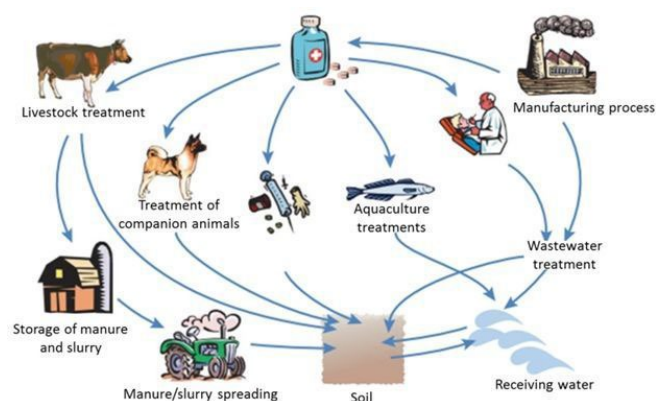 Livestock treatment
Manufacturing process
Treatment of
companion animals
Aquaculture
treatments
Wastewater
treatment
Storage of manure
and slurry
Manure/slurry spreading
Soil
Receiving water